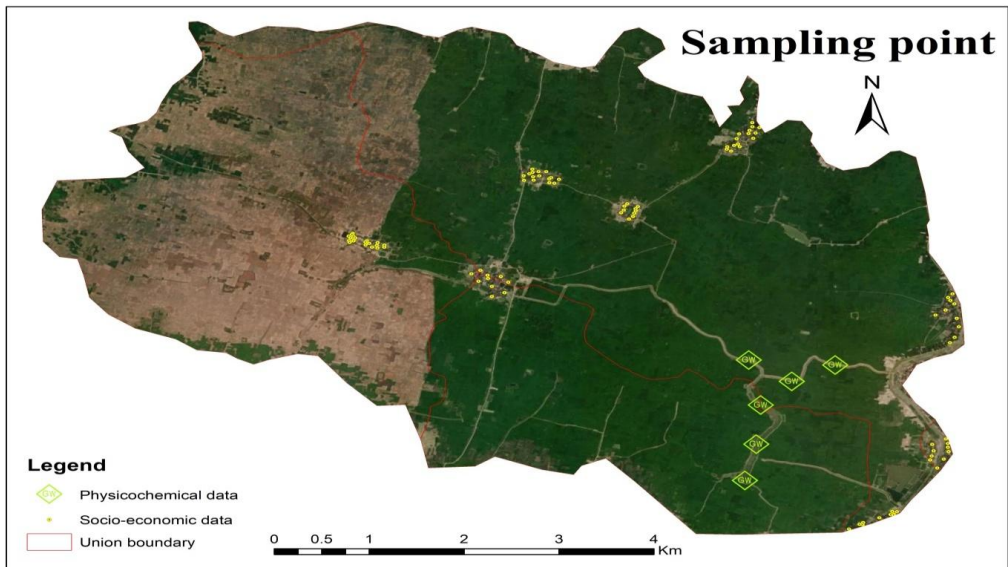 Sampling point
N
GW
GW
GW
GW
GW
GW
Legend
GW Physicochemical data
Socio-economic data
Union boundary
0 0.5 1 2 3 4
Km